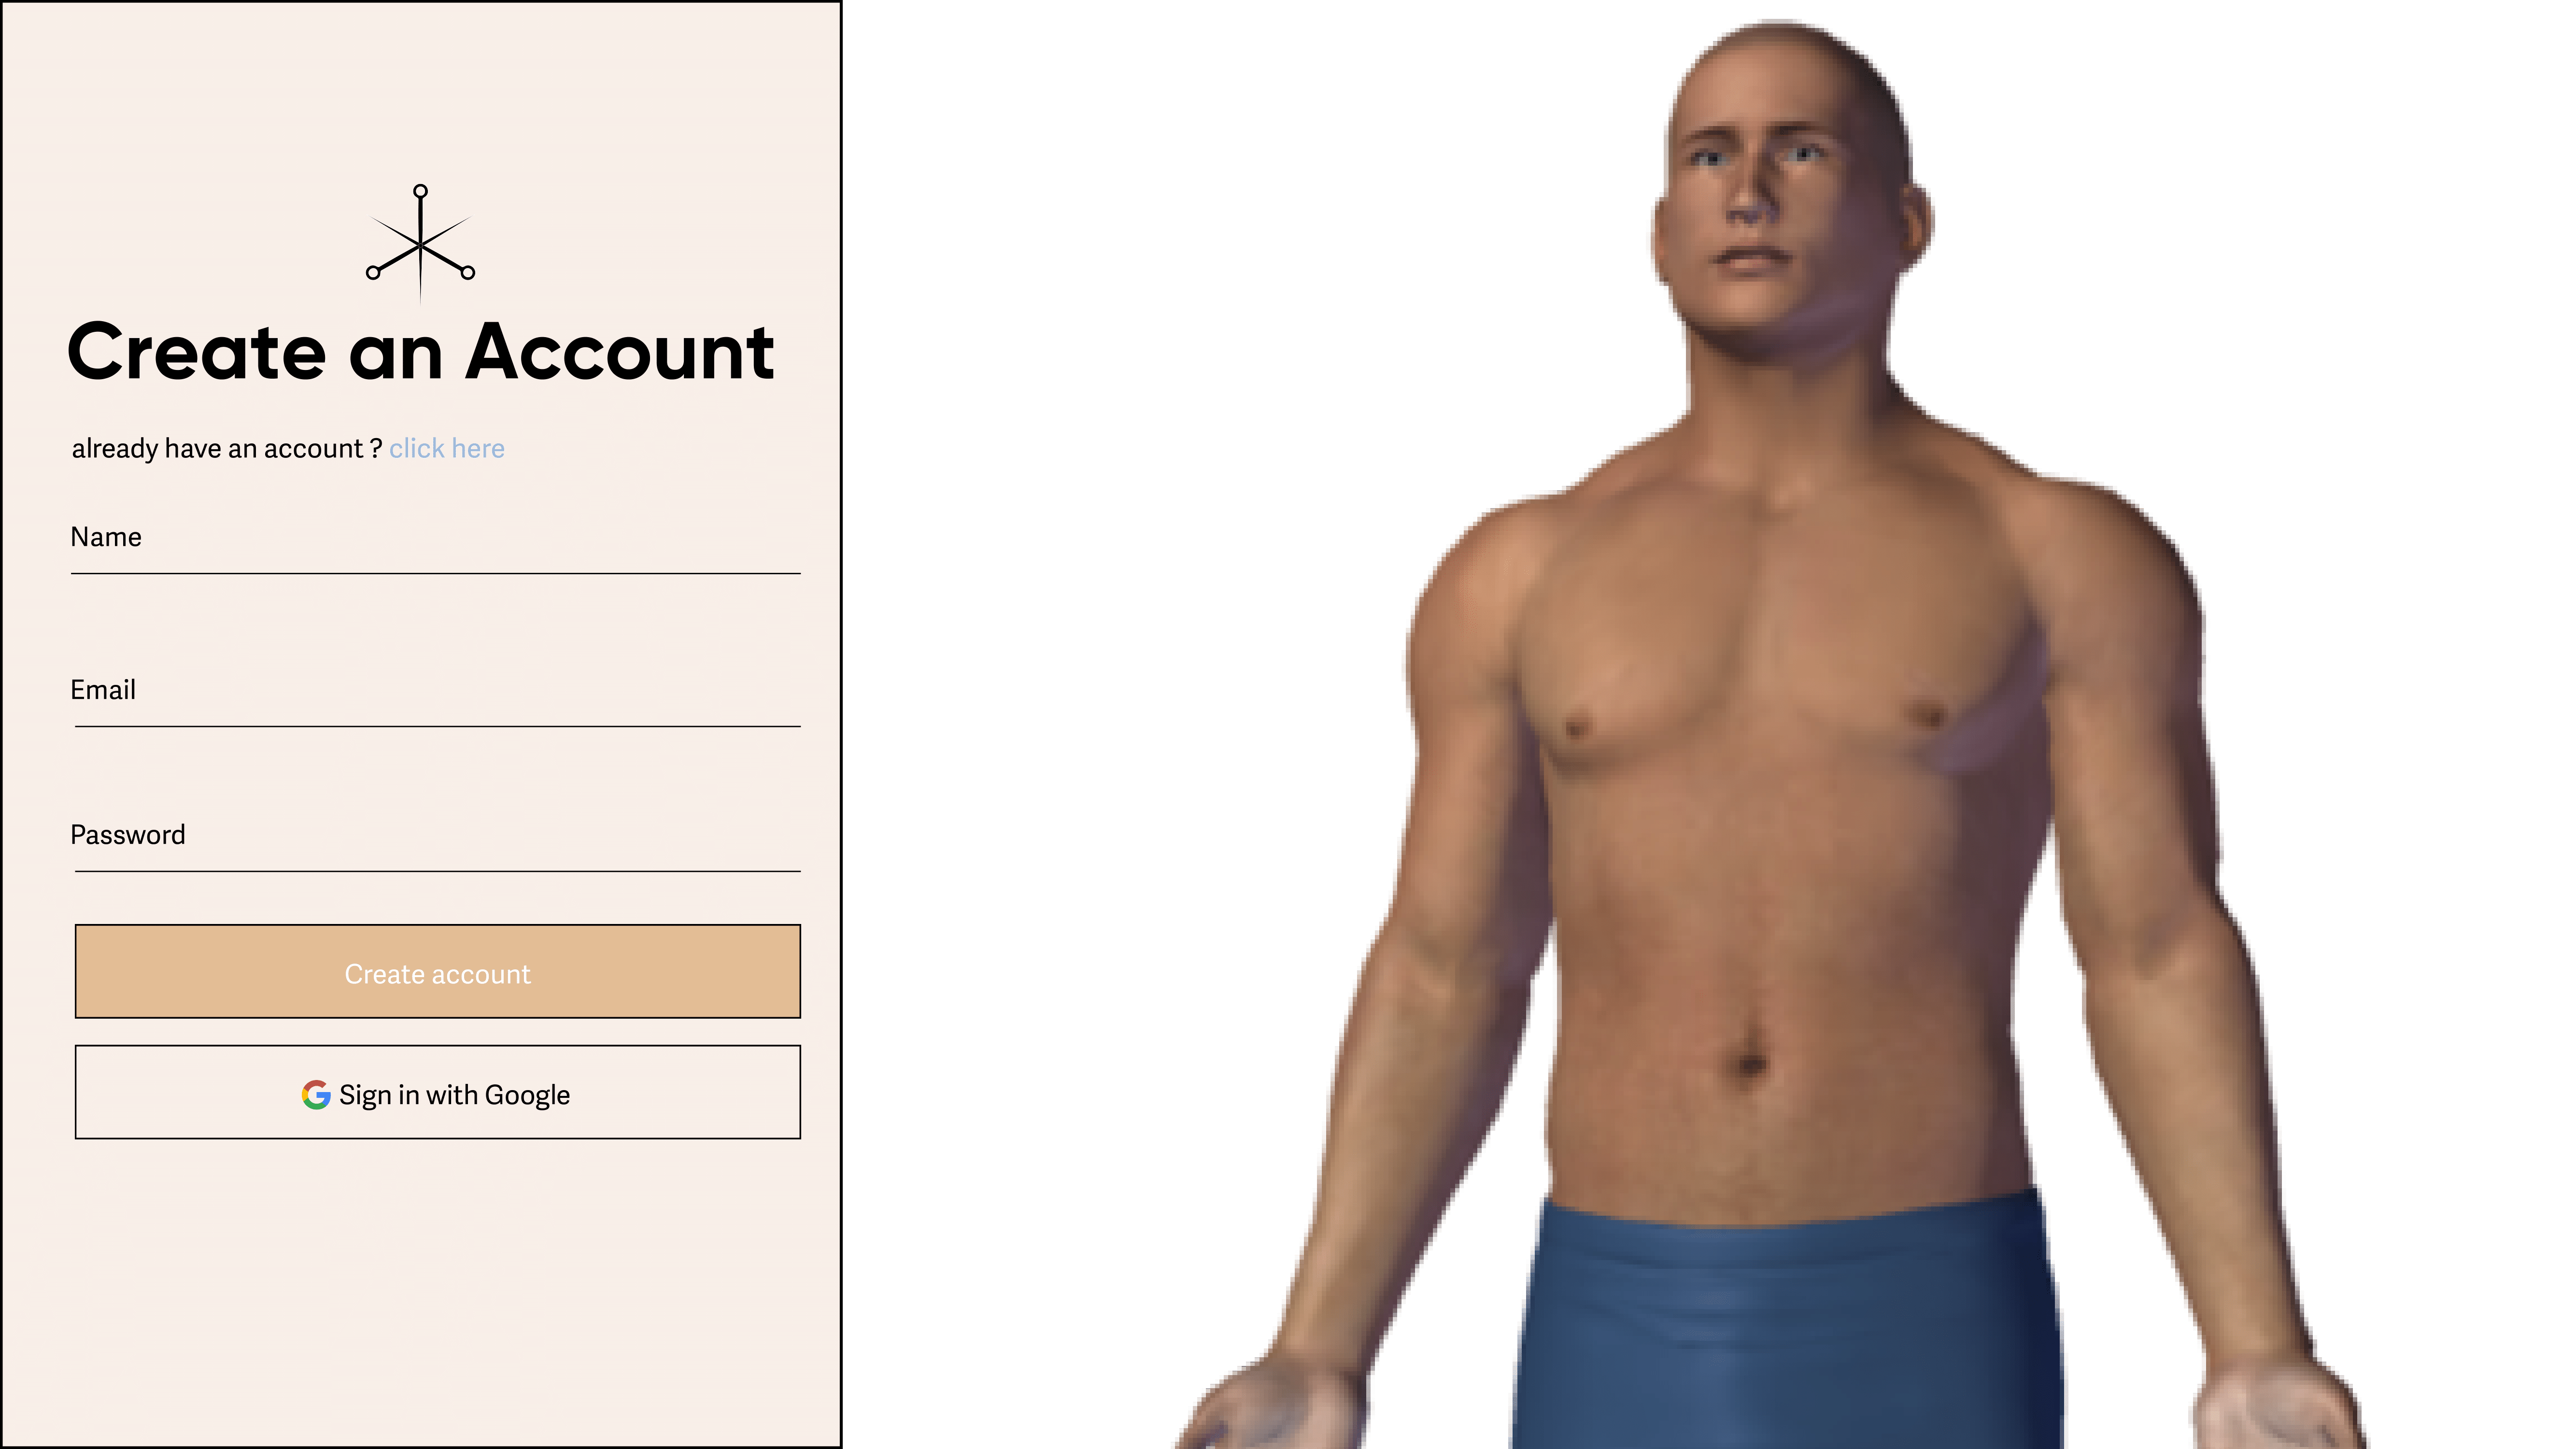 Create an Account
already have an account ? click here
Name
Email
Password
Create account
Sign in with Google